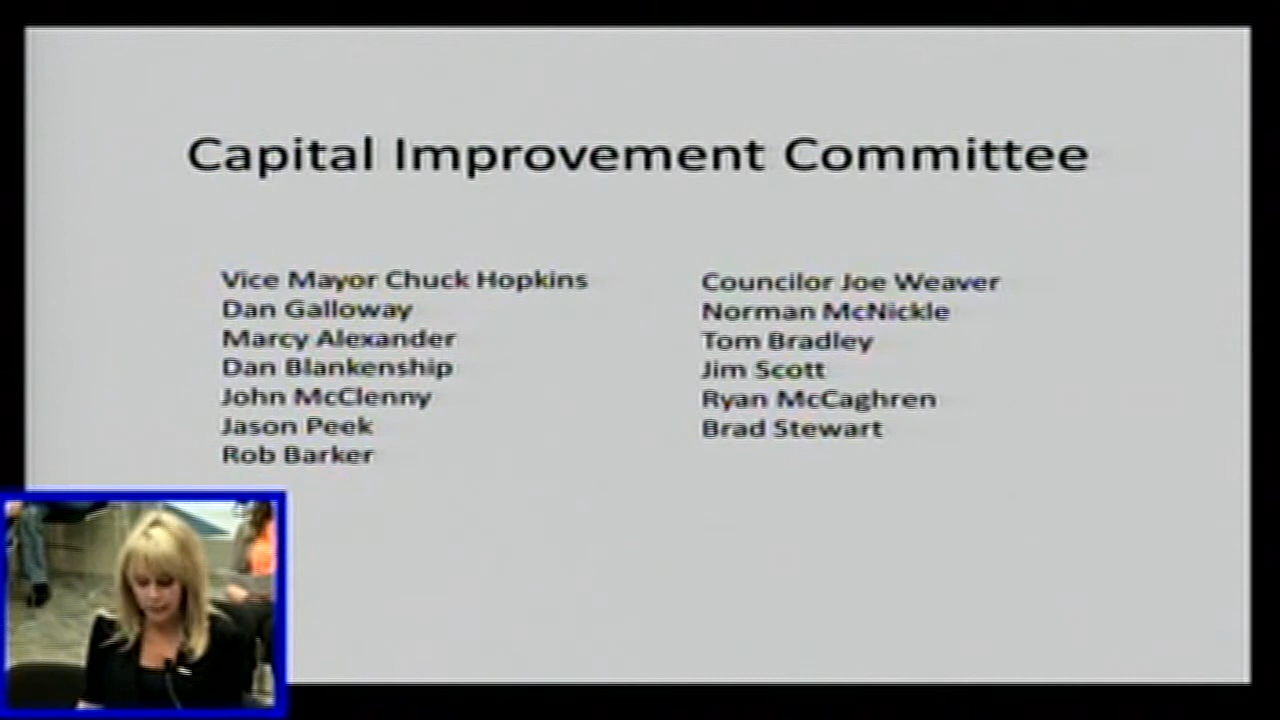 Capital Improvement Committee
Vice Mayor Chuck Hopkins
Dan Galloway
Marcy Alexander
Dan Blankenship
John McClenny
Jason Peek
Rob Barker
Councilor Joe Weaver
Norman McNickle
Tom Bradley
Jim Scott
Ryan McCaghren
Brad Stewart